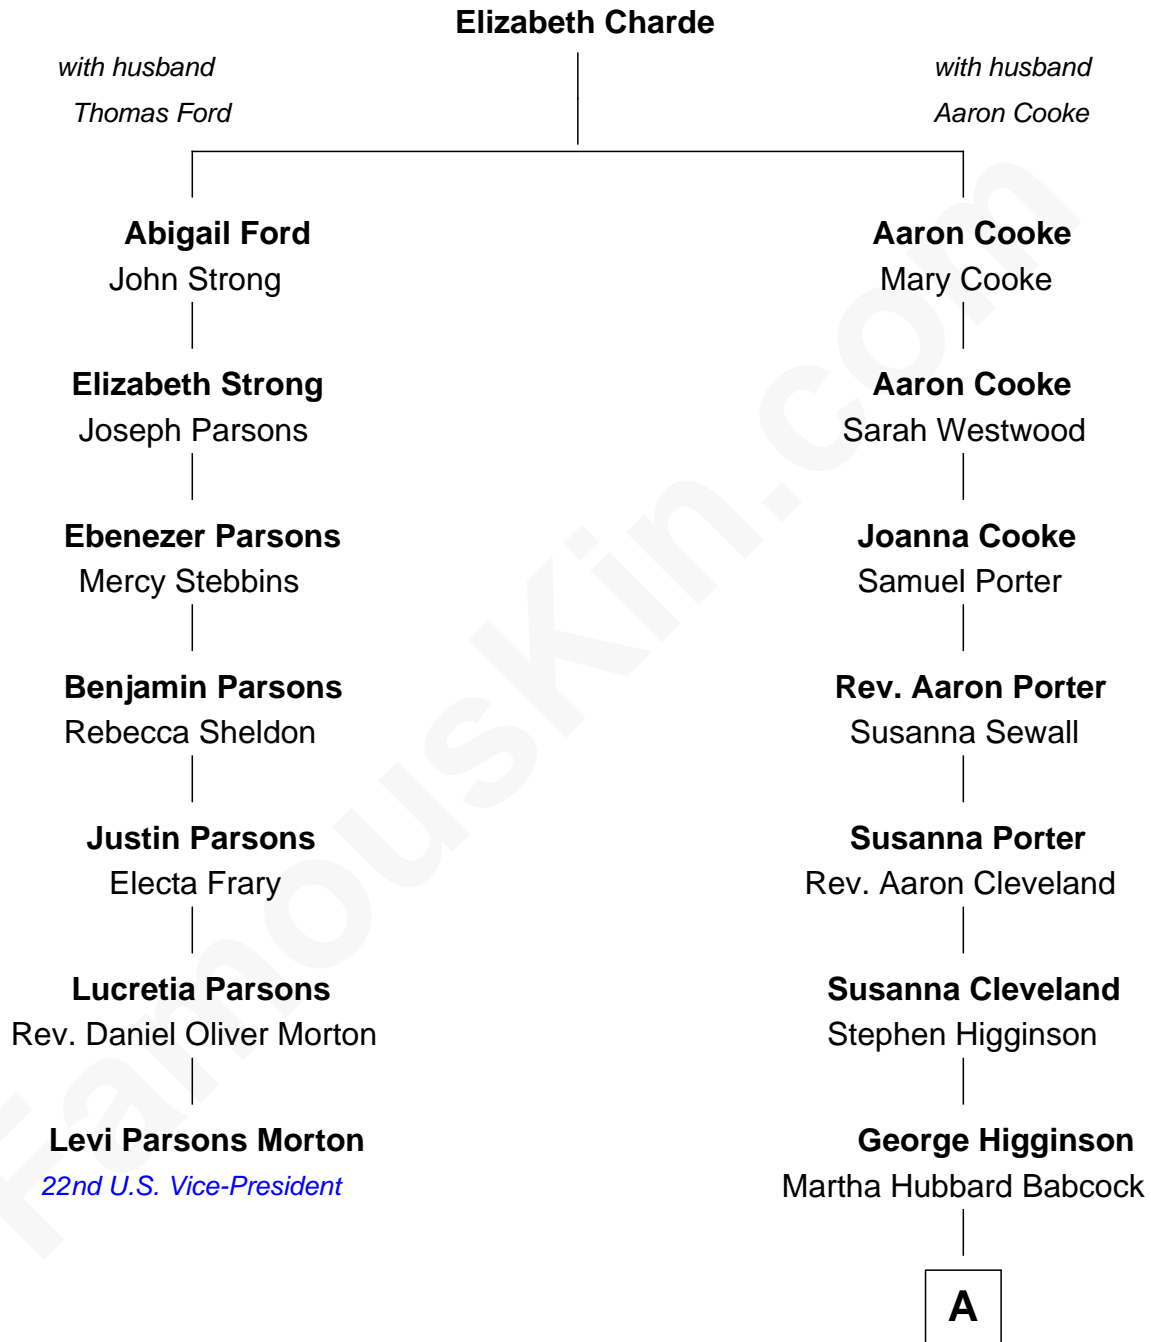 Elizabeth Charde
with husband
Thomas Ford
with husband
Aaron Cooke
Abigail Ford
John Strong
Elizabeth Strong
Joseph Parsons
Ebenezer Parsons
Mercy Stebbins
Benjamin Parsons
Rebecca Sheldon
Justin Parsons
Electa Frary
Lucretia Parsons
Rev. Daniel Oliver Morton
Levi Parsons Morton
22nd U.S. Vice-President
Aaron Cooke
Mary Cooke
Aaron Cooke
Sarah Westwood
Joanna Cooke
Samuel Porter
Rev. Aaron Porter
Susanna Sewall
Susanna Porter
Rev. Aaron Cleveland
Susanna Cleveland
Stephen Higginson
George Higginson
Martha Hubbard Babcock
A
FamousKin.com